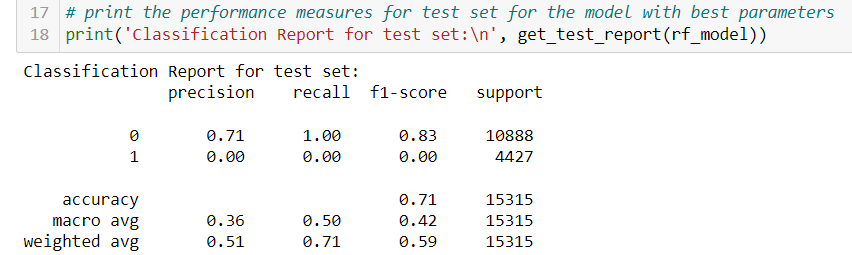 17 # print the performance measures for test set for the model with best parameters
18 print('Classification Report for test set:\n', get_test_report(rf_model))
Classification Report for test set:
precision recall f1-score support
0 0.71 1.00 0.83 10888
1 0.00 0.00 0.00 4427
accuracy 0.71 15315
macro avg 0.36 0.50 0.42 15315
weighted avg 0.51 0.71 0.59 15315